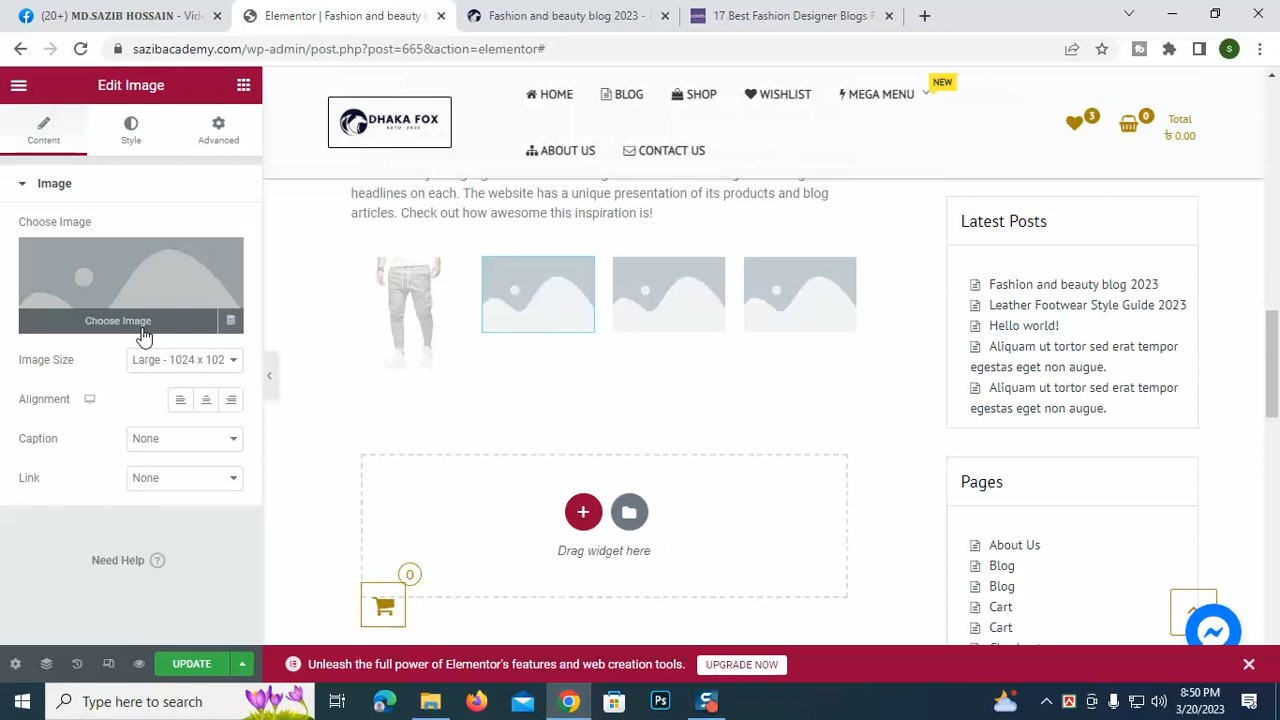 (20+) MD.SAZIB HOSSAIN - Vide
Elementor | Fashion and beauty b
Fashion and beauty blog 2023 -
17 Best Fashion Designer Blogs F
sazibacademy.com/wp-admin/post.php?post=665&action=elementor#
S
Edit Image
Content
Style
Advanced
Image
Choose Image
Choose Image
Image Size
Large - 1024 x 102
Alignment
Caption
None
Link
None
Need Help
UPDATE
DHAKA FOX
HOME
BLOG
SHOP
WISHLIST
MEGA MENU
NEW
ABOUT US
CONTACT US
3
0
Total
৳ 0.00
headlines on each. The website has a unique presentation of its products and blog
articles. Check out how awesome this inspiration is!
Drag widget here
0
Latest Posts
Fashion and beauty blog 2023
Leather Footwear Style Guide 2023
Hello world!
Aliquam ut tortor sed erat tempor
egestas eget non augue.
Aliquam ut tortor sed erat tempor
egestas eget non augue.
Pages
About Us
Blog
Blog
Cart
Cart
Unleash the full power of Elementor's features and web creation tools.
UPGRADE NOW
Type here to search
Ps
8:50 PM
3/20/2023